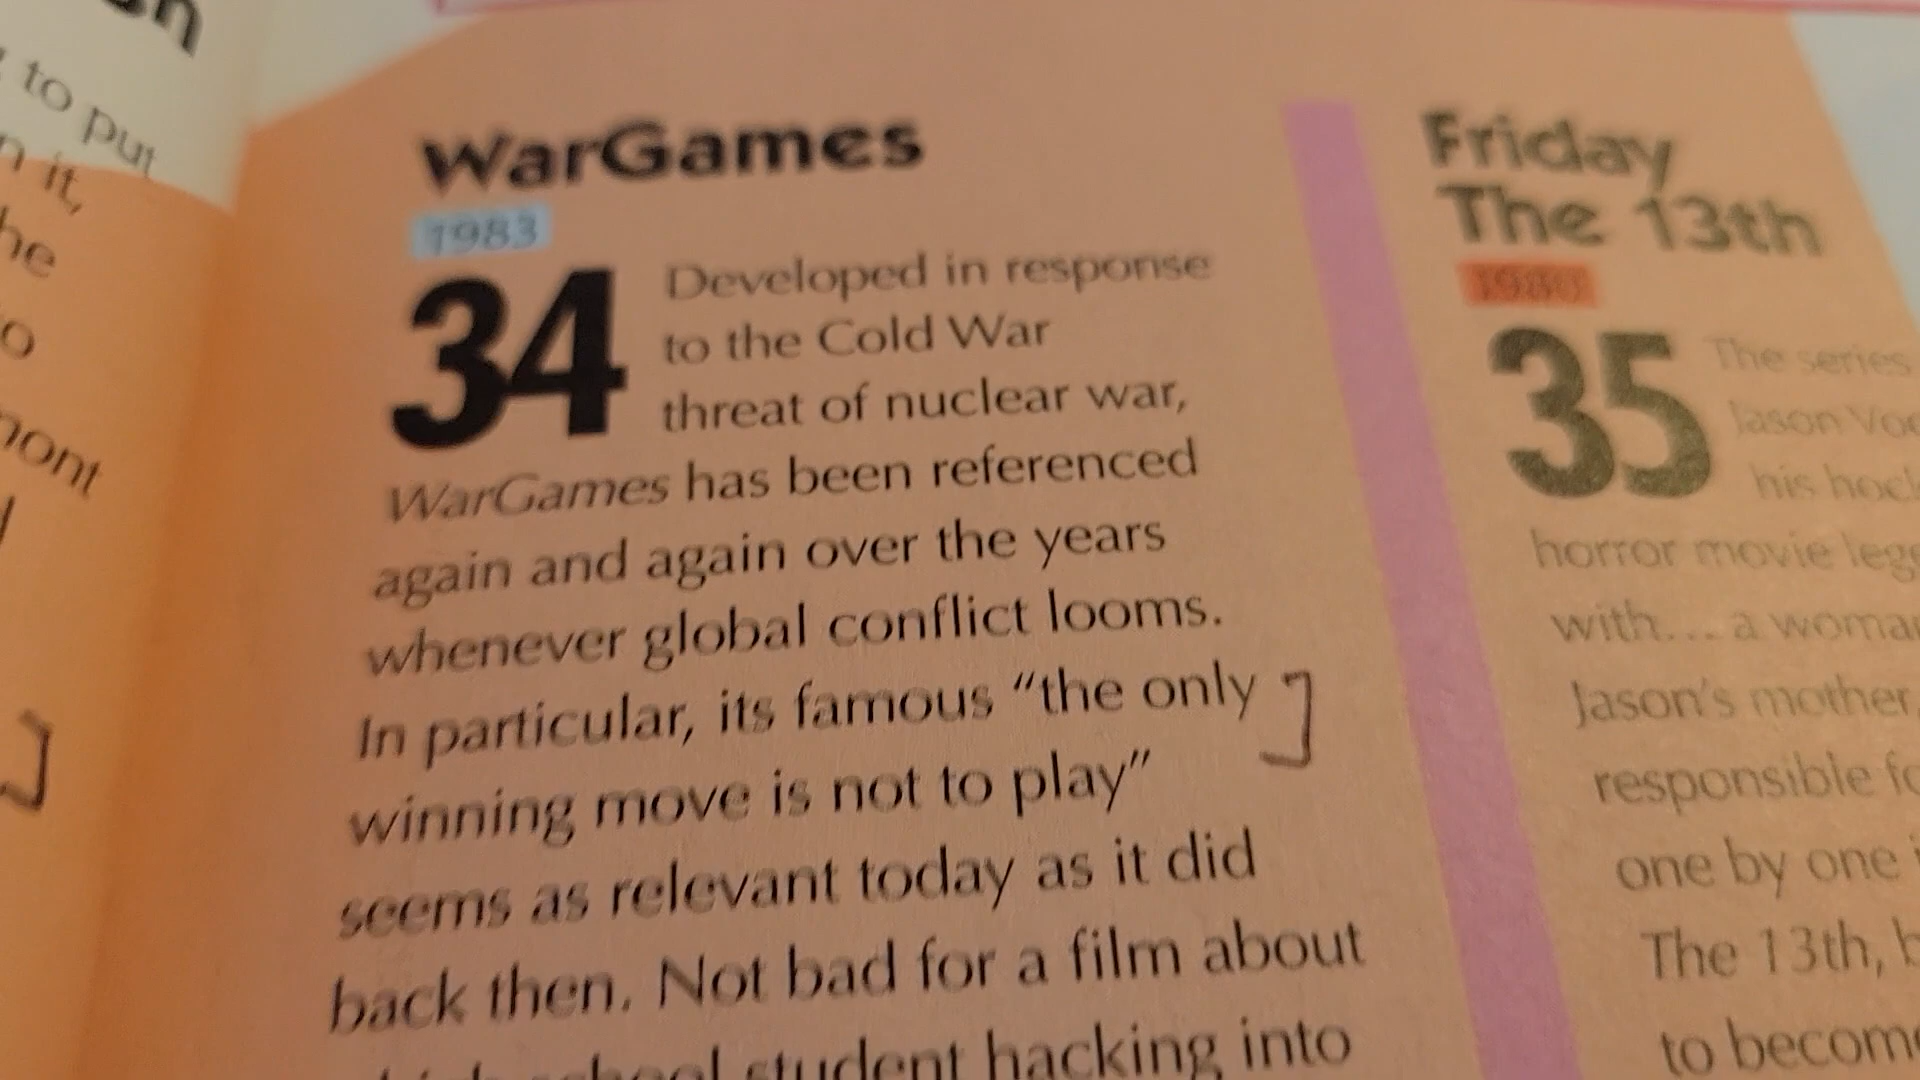 to put
it,
WarGames
1983
34 Developed in response
to the Cold War
threat of nuclear war,
WarGames has been referenced
again and again over the years
whenever global conflict looms.
In particular, its famous “the only
winning move is not to play”
seems as relevant today as it did
back then. Not bad for a film about
school student hacking into
Friday
The 13th
1980
35 The series
Jason
his
horror movie
with... a
Jason's mother,
responsible
one by one
The 13th,
to